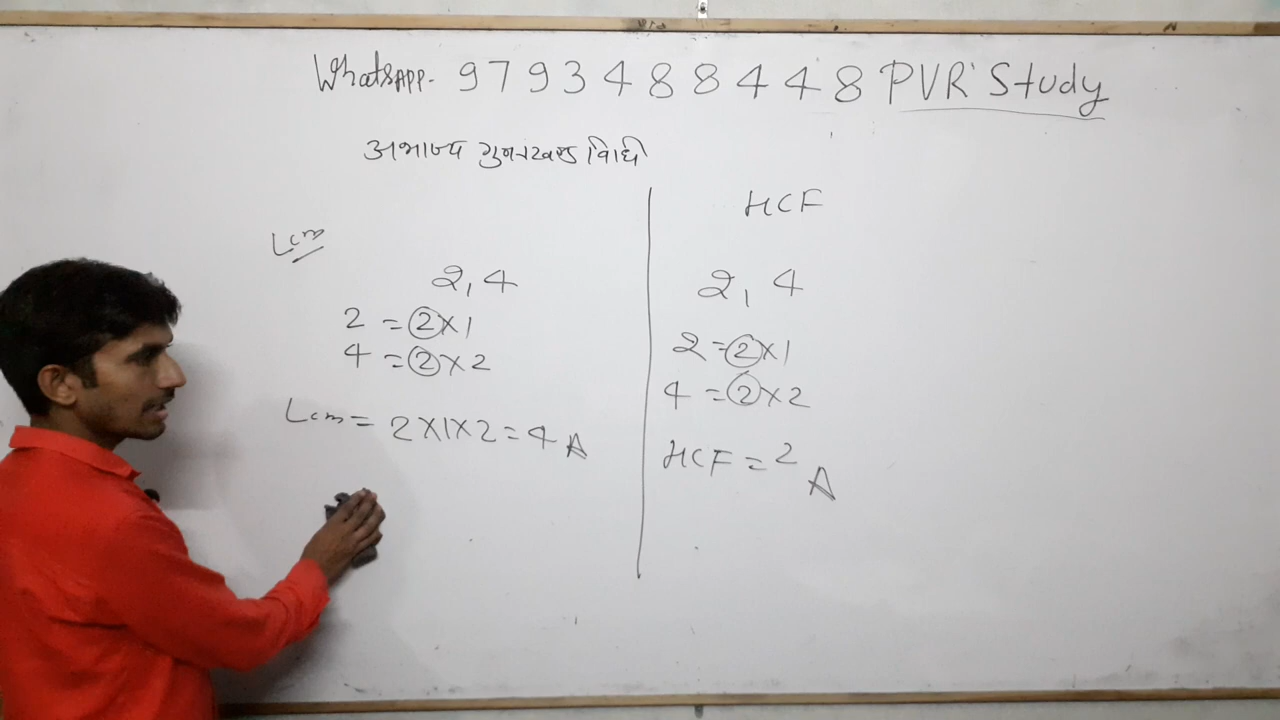 WhatsAPP. 9793488448 PVR Study
अभाज्य गुणनखण्ड विधि
Lcm
2, 4
2 = 2 X 1
4 = 2 X 2
Lcm = 2 X 1 X 2 = 4 A
HCF
2, 4
2 = 2 X 1
4 = 2 X 2
HCF = 2 A